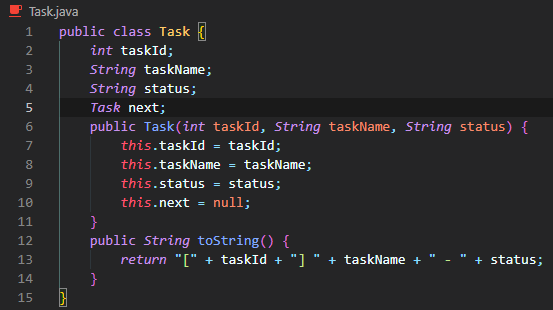 Task.java
1 public class Task {
2     int taskId;
3     String taskName;
4     String status;
5     Task next;
6     public Task(int taskId, String taskName, String status) {
7         this.taskId = taskId;
8         this.taskName = taskName;
9         this.status = status;
10         this.next = null;
11     }
12     public String toString() {
13         return "[" + taskId + "] " + taskName + " - " + status;
14     }
15 }